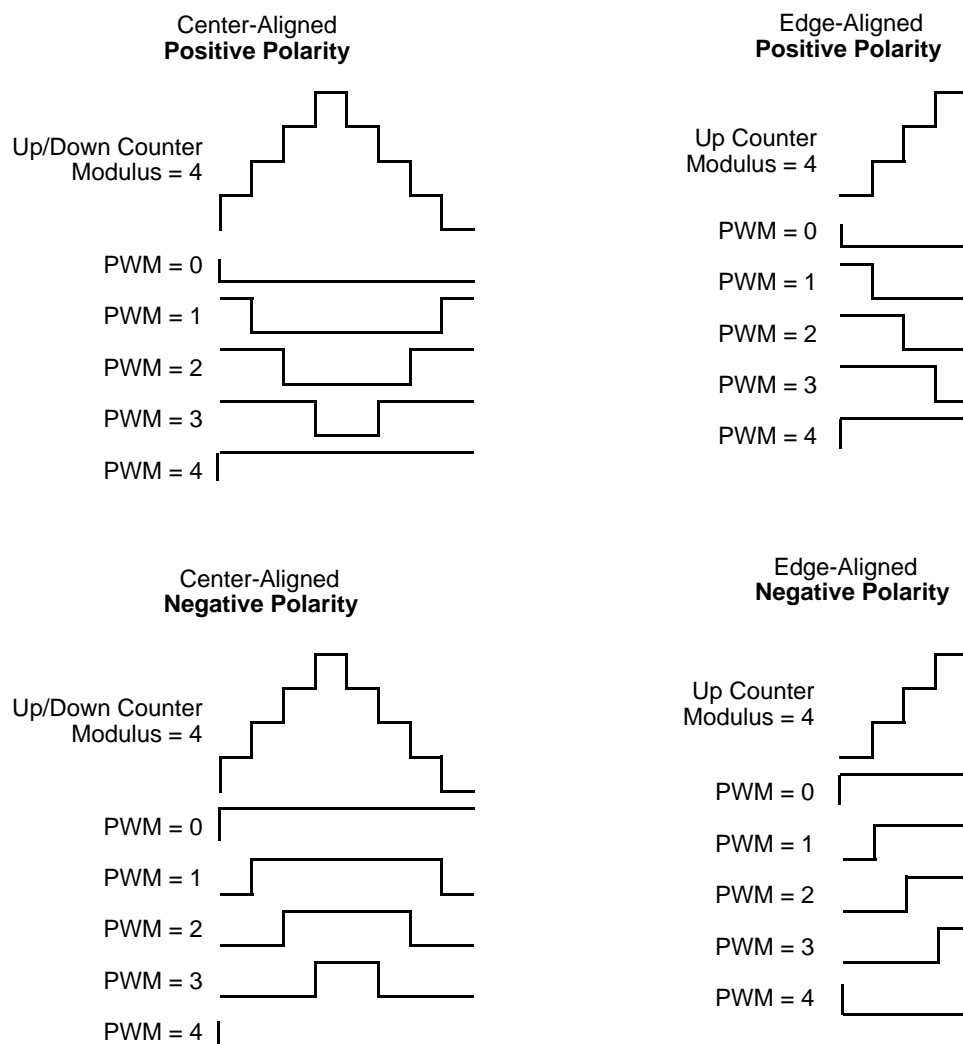 Center-Aligned
Positive Polarity
Up/Down Counter
Modulus = 4
PWM = 0
PWM = 1
PWM = 2
PWM = 3
PWM = 4
Edge-Aligned
Positive Polarity
Up Counter
Modulus = 4
PWM = 0
PWM = 1
PWM = 2
PWM = 3
PWM = 4
Center-Aligned
Negative Polarity
Up/Down Counter
Modulus = 4
PWM = 0
PWM = 1
PWM = 2
PWM = 3
PWM = 4
Edge-Aligned
Negative Polarity
Up Counter
Modulus = 4
PWM = 0
PWM = 1
PWM = 2
PWM = 3
PWM = 4